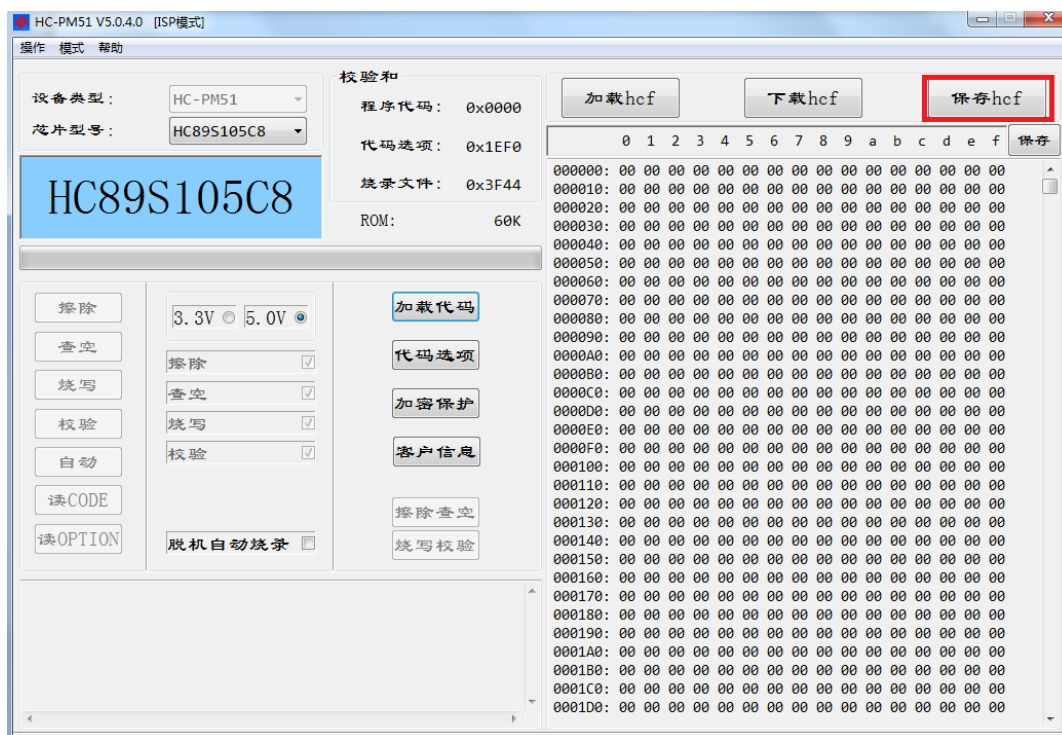 HC-PM51 V5.0.4.0 [ISP模式]
操作 模式 帮助
设备类型: HC-PM51
芯片型号: HC89S105C8
HC89S105C8
校验和
程序代码: 0x0000
代码选项: 0x1EF0
烧录文件: 0x3F44
ROM: 60K
擦除
查空
烧写
校验
自动
读CODE
读OPTION
3.3V 5.0V
擦除
查空
烧写
校验
脱机自动烧录
加载代码
代码选项
加密保护
客户信息
擦除查空
烧写校验
加载hcf 下载hcf 保存hcf
0 1 2 3 4 5 6 7 8 9 a b c d e f 保存
000000: 00 00 00 00 00 00 00 00 00 00 00 00 00 00 00 00
000010: 00 00 00 00 00 00 00 00 00 00 00 00 00 00 00 00
000020: 00 00 00 00 00 00 00 00 00 00 00 00 00 00 00 00
000030: 00 00 00 00 00 00 00 00 00 00 00 00 00 00 00 00
000040: 00 00 00 00 00 00 00 00 00 00 00 00 00 00 00 00
000050: 00 00 00 00 00 00 00 00 00 00 00 00 00 00 00 00
000060: 00 00 00 00 00 00 00 00 00 00 00 00 00 00 00 00
000070: 00 00 00 00 00 00 00 00 00 00 00 00 00 00 00 00
000080: 00 00 00 00 00 00 00 00 00 00 00 00 00 00 00 00
000090: 00 00 00 00 00 00 00 00 00 00 00 00 00 00 00 00
0000A0: 00 00 00 00 00 00 00 00 00 00 00 00 00 00 00 00
0000B0: 00 00 00 00 00 00 00 00 00 00 00 00 00 00 00 00
0000C0: 00 00 00 00 00 00 00 00 00 00 00 00 00 00 00 00
0000D0: 00 00 00 00 00 00 00 00 00 00 00 00 00 00 00 00
0000E0: 00 00 00 00 00 00 00 00 00 00 00 00 00 00 00 00
0000F0: 00 00 00 00 00 00 00 00 00 00 00 00 00 00 00 00
000100: 00 00 00 00 00 00 00 00 00 00 00 00 00 00 00 00
000110: 00 00 00 00 00 00 00 00 00 00 00 00 00 00 00 00
000120: 00 00 00 00 00 00 00 00 00 00 00 00 00 00 00 00
000130: 00 00 00 00 00 00 00 00 00 00 00 00 00 00 00 00
000140: 00 00 00 00 00 00 00 00 00 00 00 00 00 00 00 00
000150: 00 00 00 00 00 00 00 00 00 00 00 00 00 00 00 00
000160: 00 00 00 00 00 00 00 00 00 00 00 00 00 00 00 00
000170: 00 00 00 00 00 00 00 00 00 00 00 00 00 00 00 00
000180: 00 00 00 00 00 00 00 00 00 00 00 00 00 00 00 00
000190: 00 00 00 00 00 00 00 00 00 00 00 00 00 00 00 00
0001A0: 00 00 00 00 00 00 00 00 00 00 00 00 00 00 00 00
0001B0: 00 00 00 00 00 00 00 00 00 00 00 00 00 00 00 00
0001C0: 00 00 00 00 00 00 00 00 00 00 00 00 00 00 00 00
0001D0: 00 00 00 00 00 00 00 00 00 00 00 00 00 00 00 00